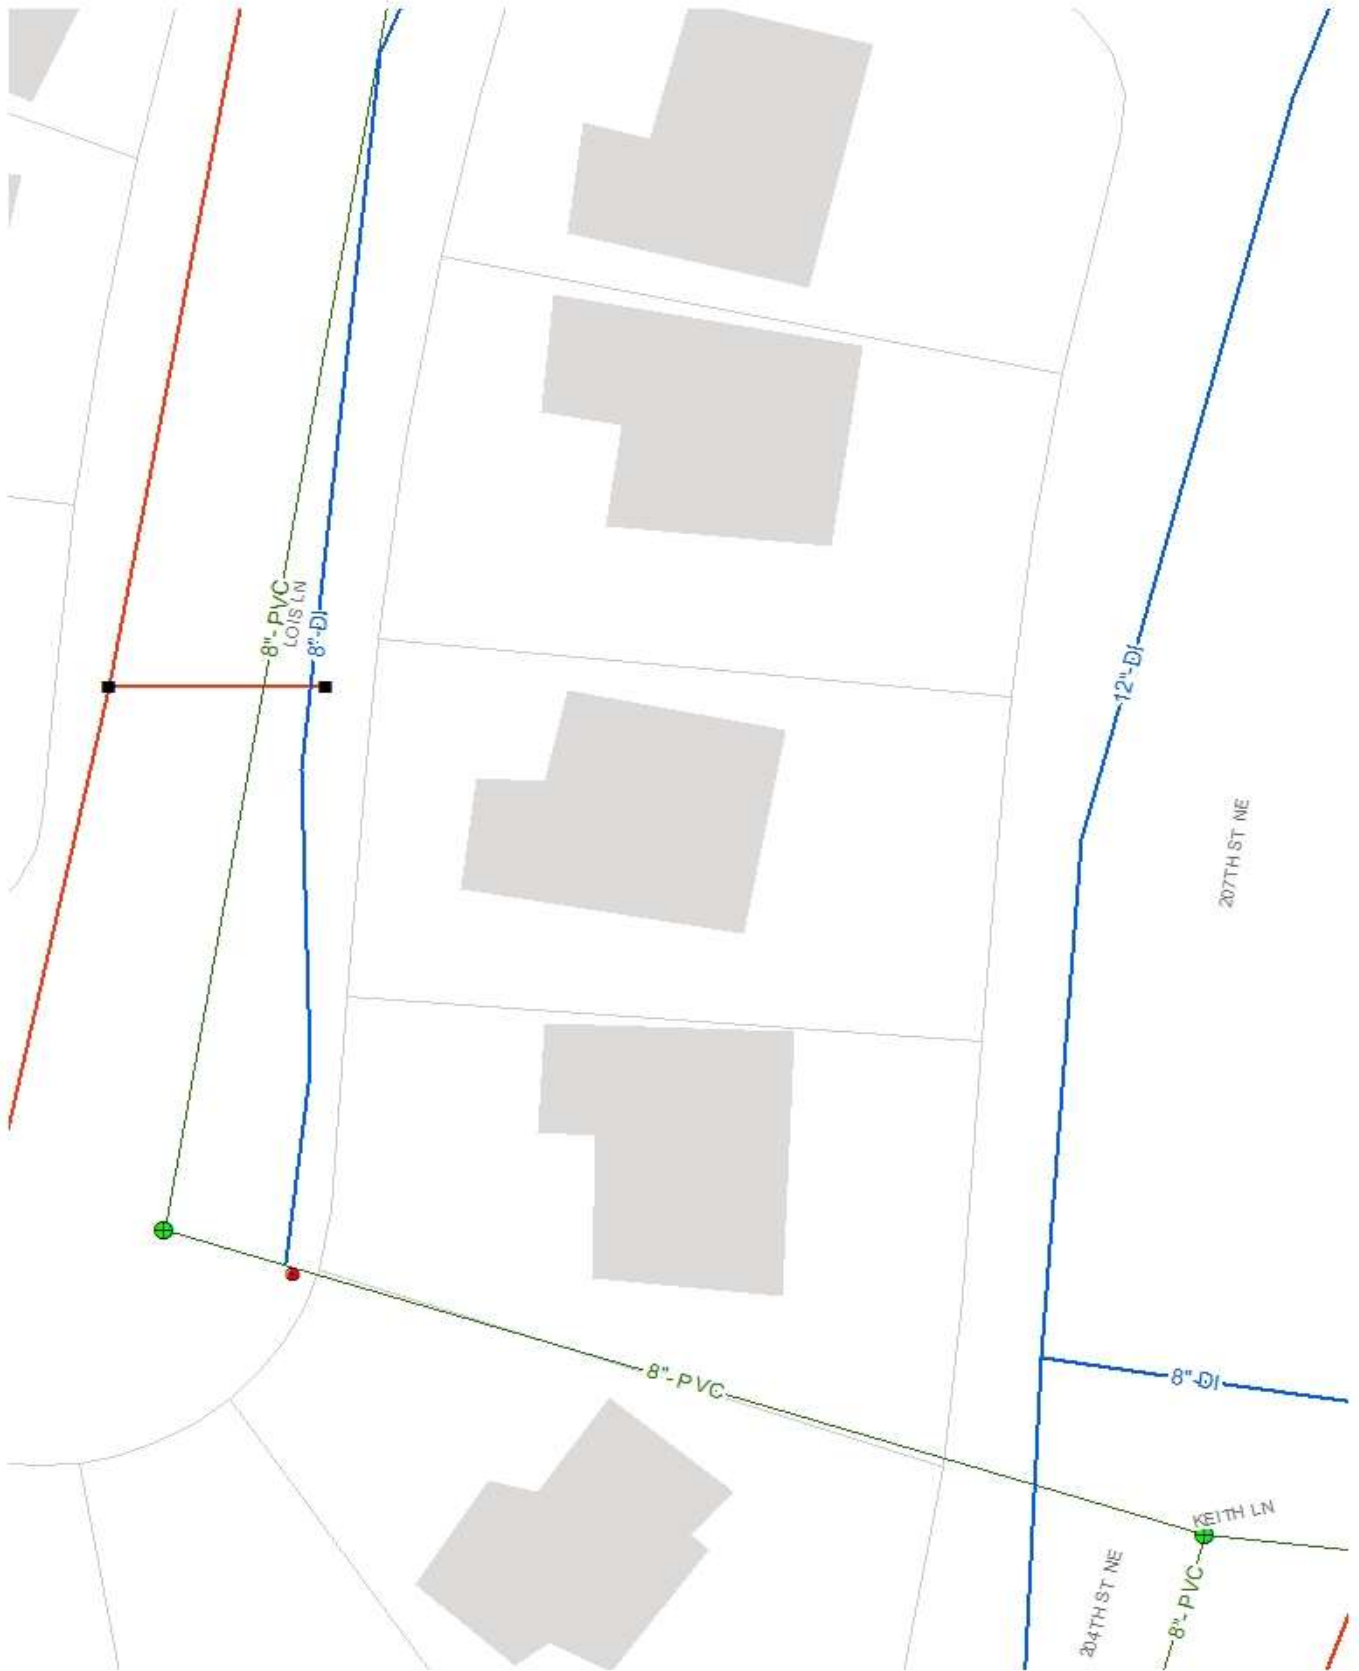 8"- PVC
LOIS LN
8"-DI
12"-DI
207TH ST NE
8"-PVC
8"-DI
KEITH LN
204TH ST NE
8"- PVC